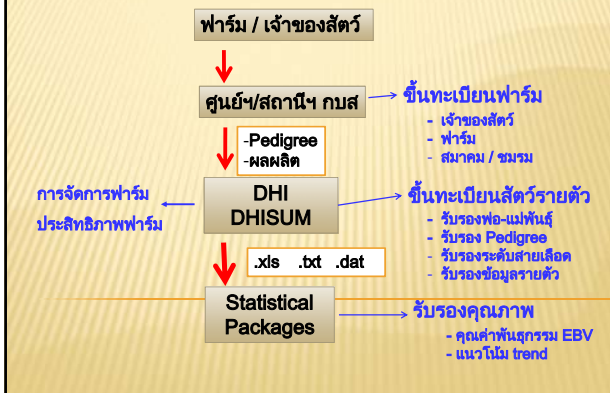 ฟาร์ม / เจ้าของสัตว์
ศูนย์ฯ/สถานีฯ กบส
ขึ้นทะเบียนฟาร์ม
- เจ้าของสัตว์
- ฟาร์ม
- สมาคม / ชมรม
-Pedigree
-ผลผลิต
การจัดการฟาร์ม
ประสิทธิภาพฟาร์ม
DHI
DHISUM
ขึ้นทะเบียนสัตว์รายตัว
- รับรองพ่อ-แม่พันธุ์
- รับรอง Pedigree
- รับรองระดับสายเลือด
- รับรองข้อมูลรายตัว
.xls .txt .dat
Statistical
Packages
รับรองคุณภาพ
- คุณค่าพันธุกรรม EBV
- แนวโน้ม trend